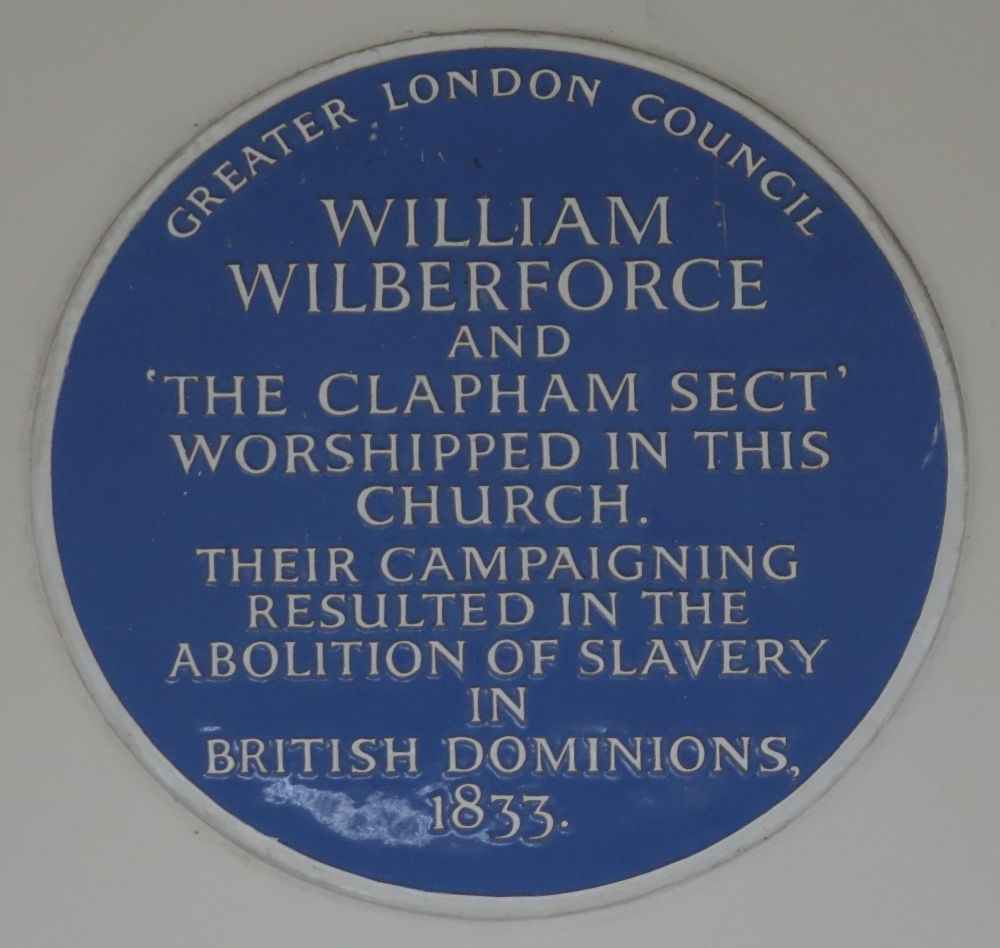 GREATER LONDON COUNCIL
WILLIAM
WILBERFORCE
AND
‘THE CLAPHAM SECT’
WORSHIPPED IN THIS
CHURCH.
THEIR CAMPAIGNING
RESULTED IN THE
ABOLITION OF SLAVERY
IN
BRITISH DOMINIONS,
1833.